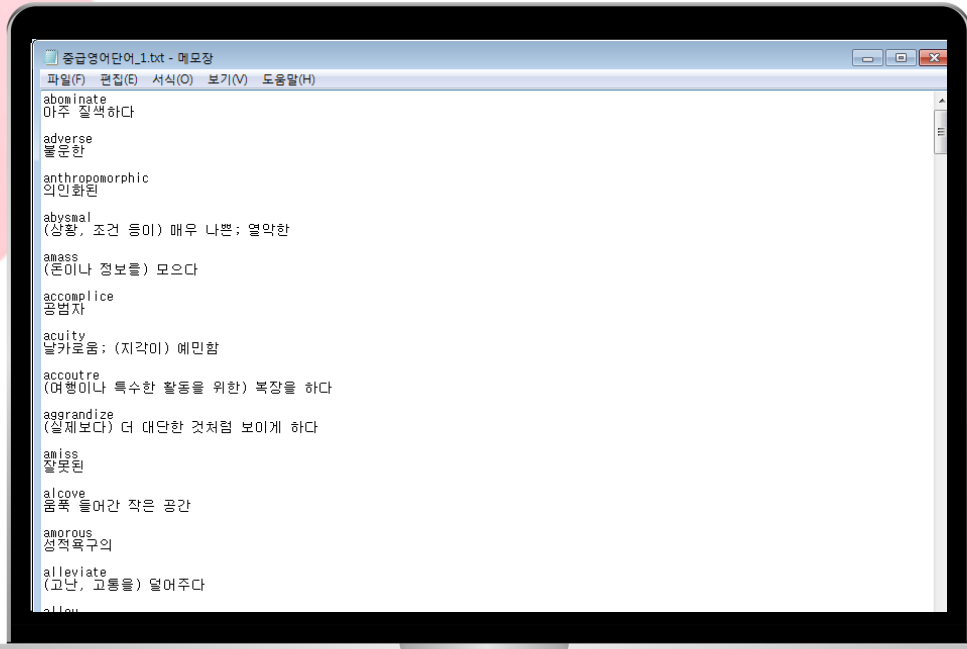 중급영어단어_1.txt - 메모장
파일(F) 편집(E) 서식(O) 보기(V) 도움말(H)
abominate
아주 질색하다
adverse
불운한
anthropomorphic
의인화된
abysmal
(상황, 조건 등이) 매우 나쁜; 열악한
amass
(돈이나 정보를) 모으다
accomplice
공범자
acuity
날카로움; (지각이) 예민함
accoutre
(여행이나 특수한 활동을 위한) 복장을 하다
aggrandize
(실제보다) 더 대단한 것처럼 보이게 하다
amiss
잘못된
alcove
움푹 들어간 작은 공간
amorous
성적욕구의
alleviate
(고난, 고통을) 덜어주다